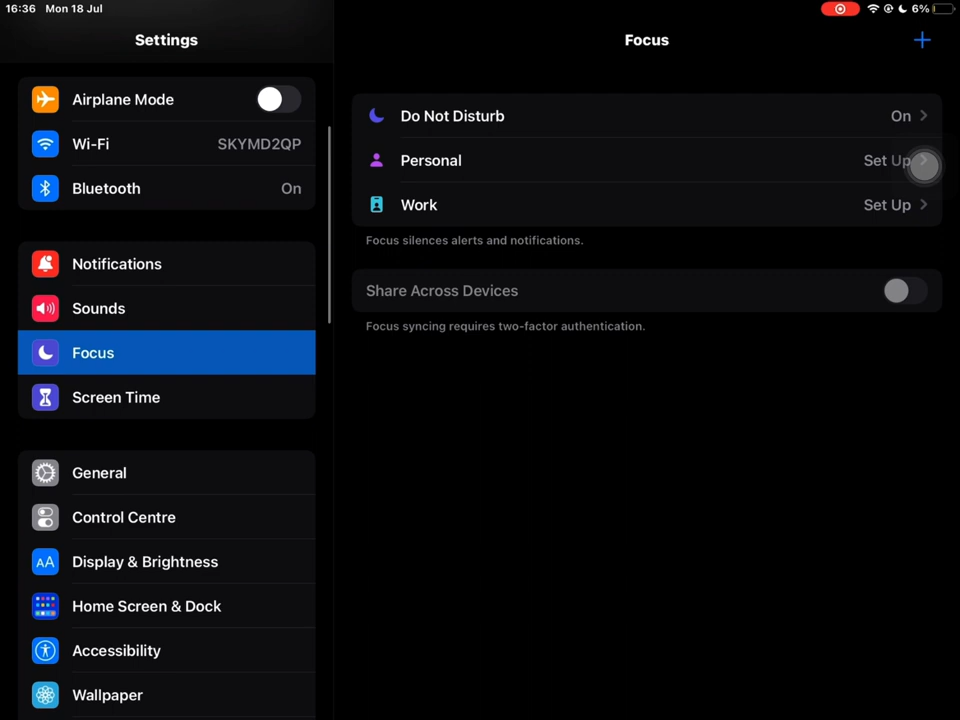 16:36 Mon 18 Jul
6%
Settings
Airplane Mode
Wi-Fi SKYMD2QP
Bluetooth On
Notifications
Sounds
Focus
Screen Time
General
Control Centre
AA Display & Brightness
Home Screen & Dock
Accessibility
Wallpaper
Focus
Do Not Disturb On
Personal Set Up
Work Set Up
Focus silences alerts and notifications.
Share Across Devices
Focus syncing requires two-factor authentication.